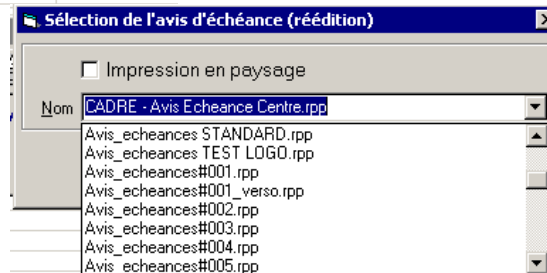 Sélection de l'avis d'échéance (réédition)
Impression en paysage
Nom CADRE - Avis Echeance Centre.rpp
Avis_echeances STANDARD.rpp
Avis_echeances TEST LOGO.rpp
Avis_echeances#001.rpp
Avis_echeances#001_verso.rpp
Avis_echeances#002.rpp
Avis_echeances#003.rpp
Avis_echeances#004.rpp
Avis_echeances#005.rpp